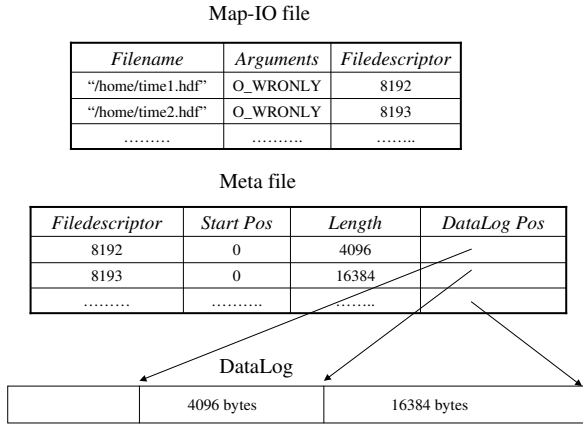 Map-IO file
Filename Arguments Filedescriptor
“/home/time1.hdf” O_WRONLY 8192
“/home/time2.hdf” O_WRONLY 8193
……… ………. ……..
Meta file
Filedescriptor Start Pos Length DataLog Pos
8192 0 4096
8193 0 16384
……… ………. ……..
DataLog
4096 bytes 16384 bytes